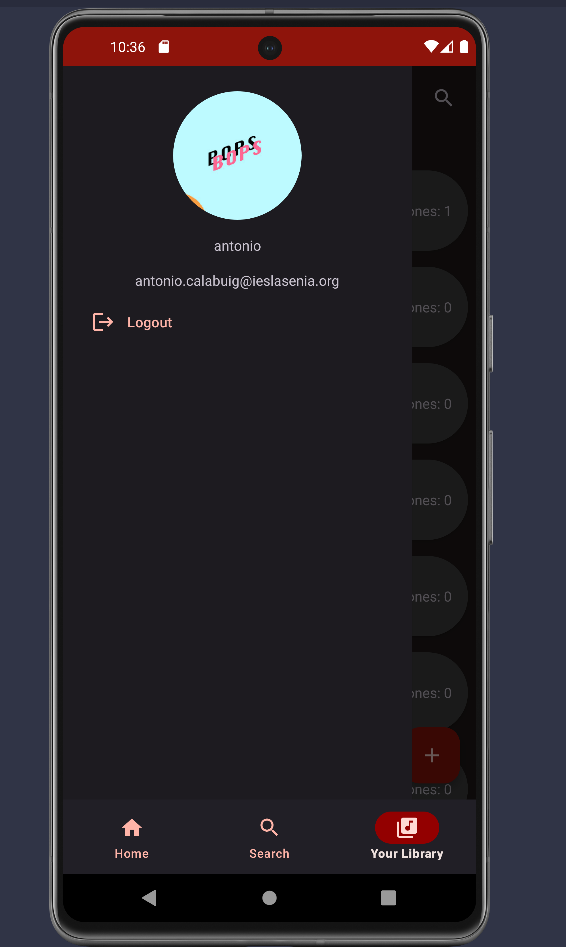 10:36
BOPS
BOPS
antonio
antonio.calabuig@ieslasenia.org
Logout
ones: 1
ones: 0
ones: 0
ones: 0
ones: 0
ones: 0
ones: 0
+
Home
Search
Your Library